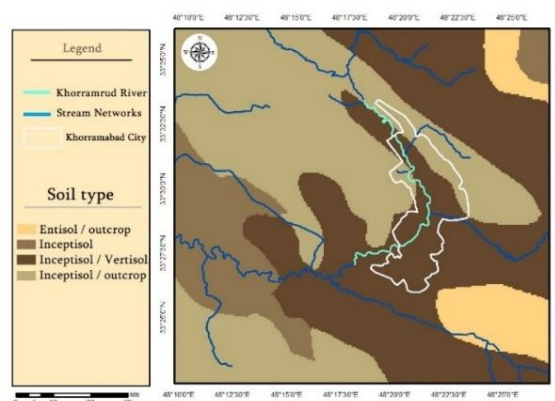 Legend
Khorramrud River
Stream Networks
Khorramabad City
Soil type
Entisol / outcrop
Inceptisol
Inceptisol / Vertisol
Inceptisol / outcrop
km
48°10'0"E 48°12'30"E 48°15'0"E 48°17'30"E 48°20'0"E 48°22'30"E 48°25'0"E
33°35'0"N
33°32'30"N
33°30'0"N
33°27'30"N
33°25'0"N
48°10'0"E 48°12'30"E 48°15'0"E 48°17'30"E 48°20'0"E 48°22'30"E 48°25'0"E